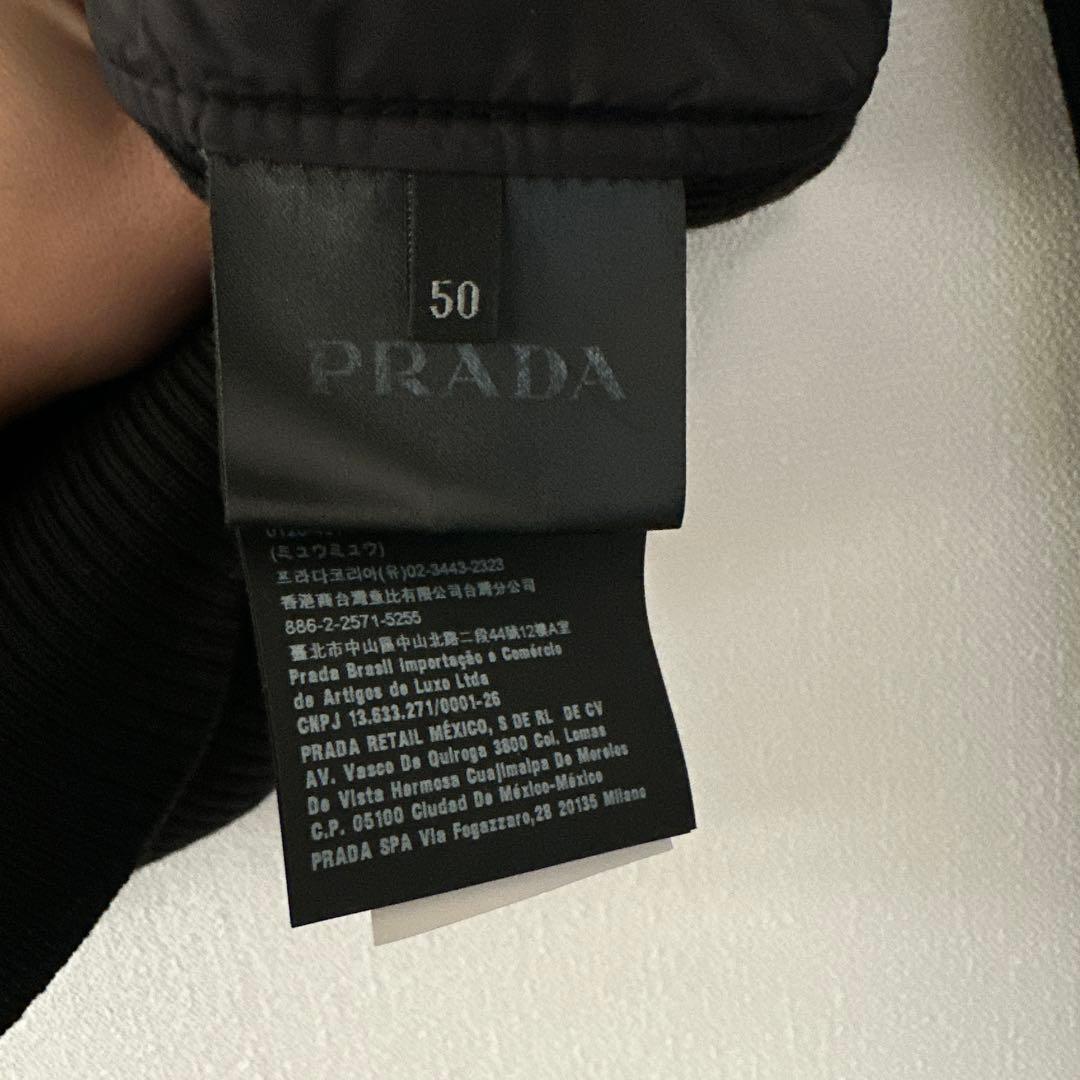 50
PRADA
(ミュウミュウ)
프라다코리아(유)02-3443-2323
香港商台灣魚比有限公司台灣分公司
886-2-2571-5255
臺北市中山區中山北路二段44號12樓A室
Prada Brasil Importação e Comércio
de Artigos de Luxo Ltda
CNPJ 13.633.271/0001-26
PRADA RETAIL MÉXICO, S DE RL DE CV
AV. Vasco De Quiroga 3800 Col. Lomas
De Vista Hermosa Cuajimalpa De Morelos
C.P. 05100 Ciudad De México-México
PRADA SPA Via Fogazzaro,28 20135 Milano